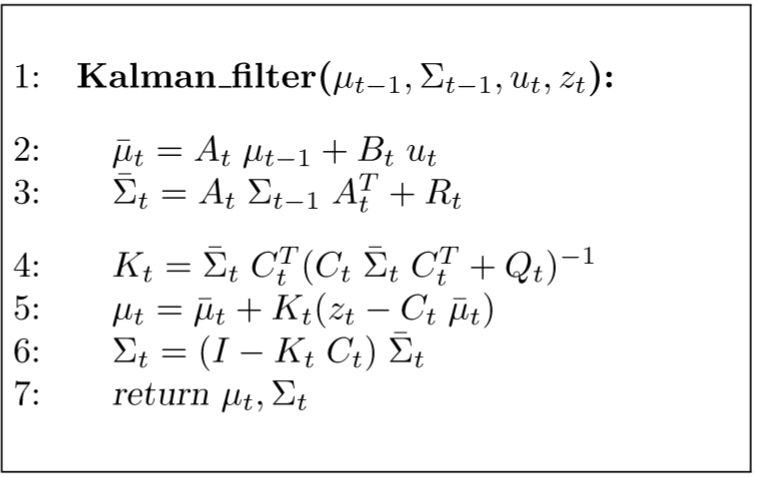 1: Kalman_filter(μ_{t−1}, Σ_{t−1}, u_t, z_t):
2: μ̄_t = A_t μ_{t−1} + B_t u_t
3: Σ̄_t = A_t Σ_{t−1} A_t^T + R_t
4: K_t = Σ̄_t C_t^T (C_t Σ̄_t C_t^T + Q_t)^{−1}
5: μ_t = μ̄_t + K_t(z_t − C_t μ̄_t)
6: Σ_t = (I − K_t C_t) Σ̄_t
7: return μ_t, Σ_t